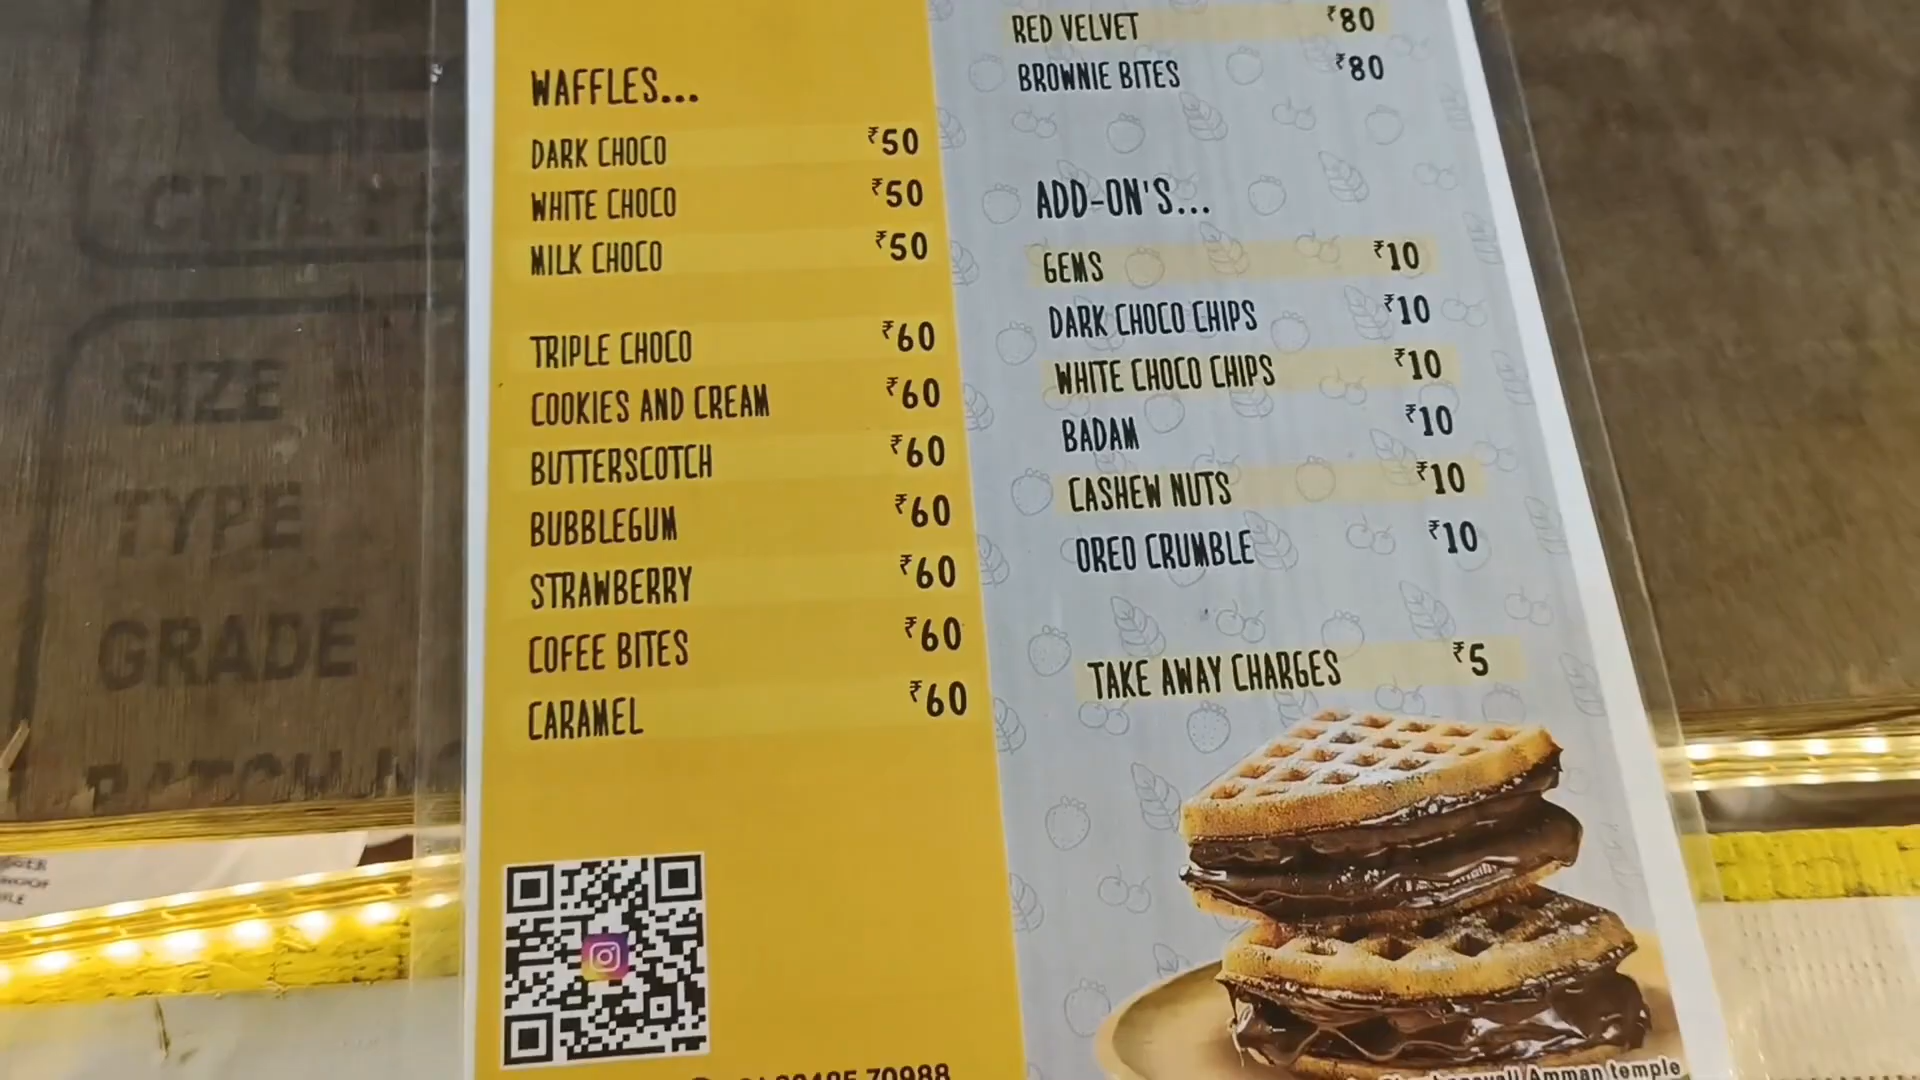 WAFFLES...
DARK CHOCO ₹50
WHITE CHOCO ₹50
MILK CHOCO ₹50
TRIPLE CHOCO ₹60
COOKIES AND CREAM ₹60
BUTTERSCOTCH ₹60
BUBBLEGUM ₹60
STRAWBERRY ₹60
COFEE BITES ₹60
CARAMEL ₹60
RED VELVET ₹80
BROWNIE BITES ₹80
ADD-ON'S...
GEMS ₹10
DARK CHOCO CHIPS ₹10
WHITE CHOCO CHIPS ₹10
BADAM ₹10
CASHEW NUTS ₹10
OREO CRUMBLE ₹10
TAKE AWAY CHARGES ₹5
70988
Amman temple
SIZE
TYPE
GRADE